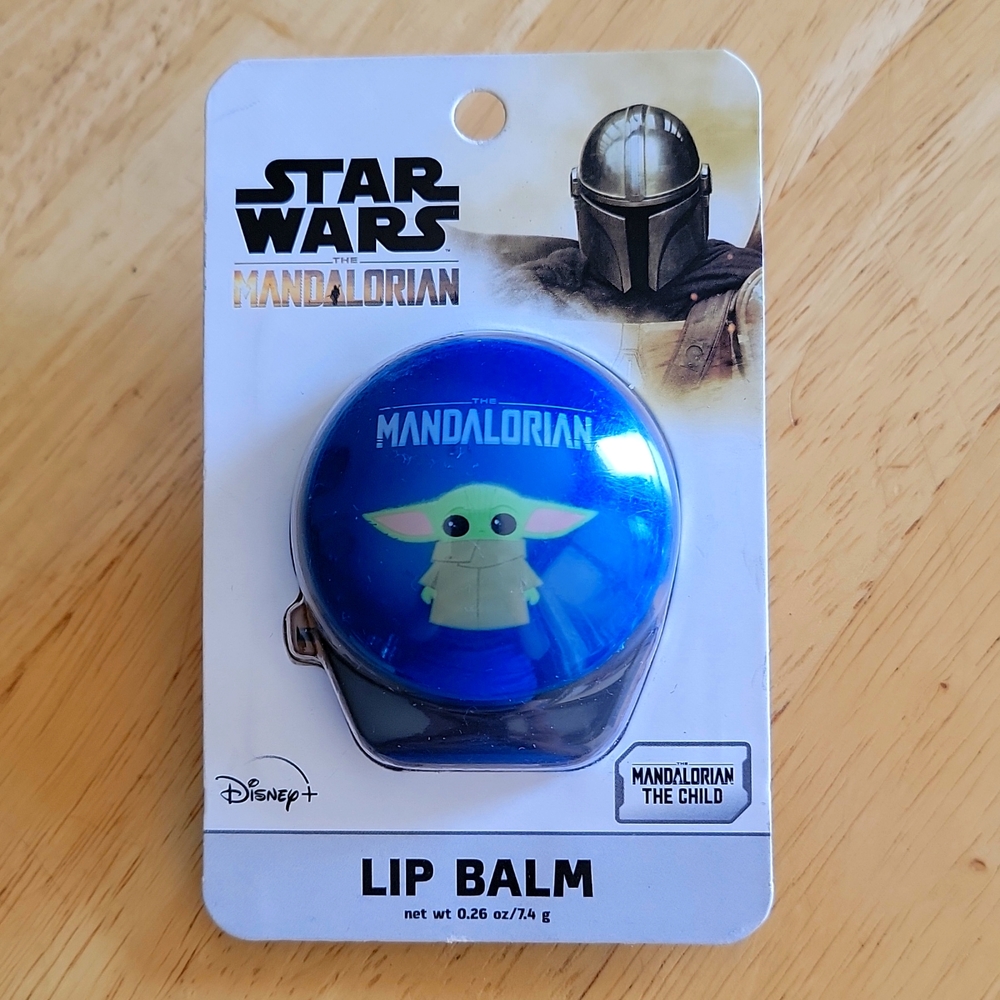 STAR
WARS
THE
MANDALORIAN
THE
MANDALORIAN
Disney+
THE
MANDALORIAN
THE CHILD
LIP BALM
net wt 0.26 oz/7.4 g